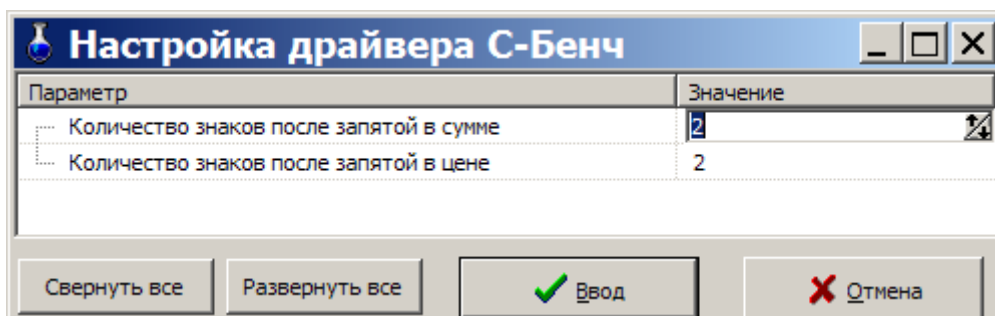 Настройка драйвера С-Бенч
Параметр Значение
Количество знаков после запятой в сумме 2
Количество знаков после запятой в цене 2
Свернуть все Развернуть все Ввод Отмена